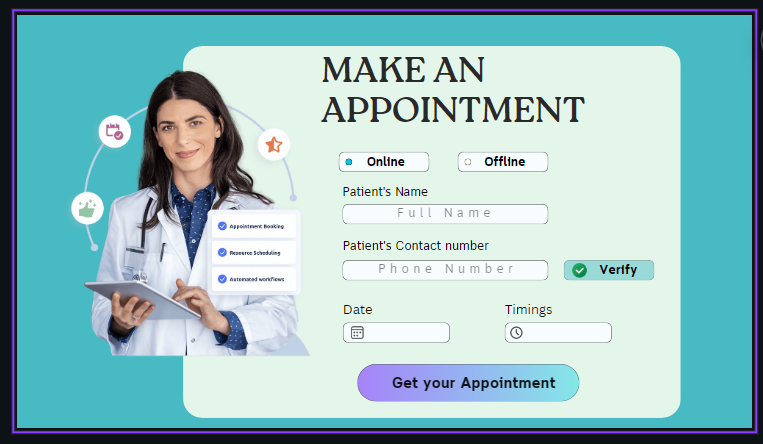 MAKE AN
APPOINTMENT
Online
Offline
Patient's Name
Full Name
Patient's Contact number
Phone Number
Verify
Date
Timings
Get your Appointment
Appointment Booking
Resource Scheduling
Automated workflows